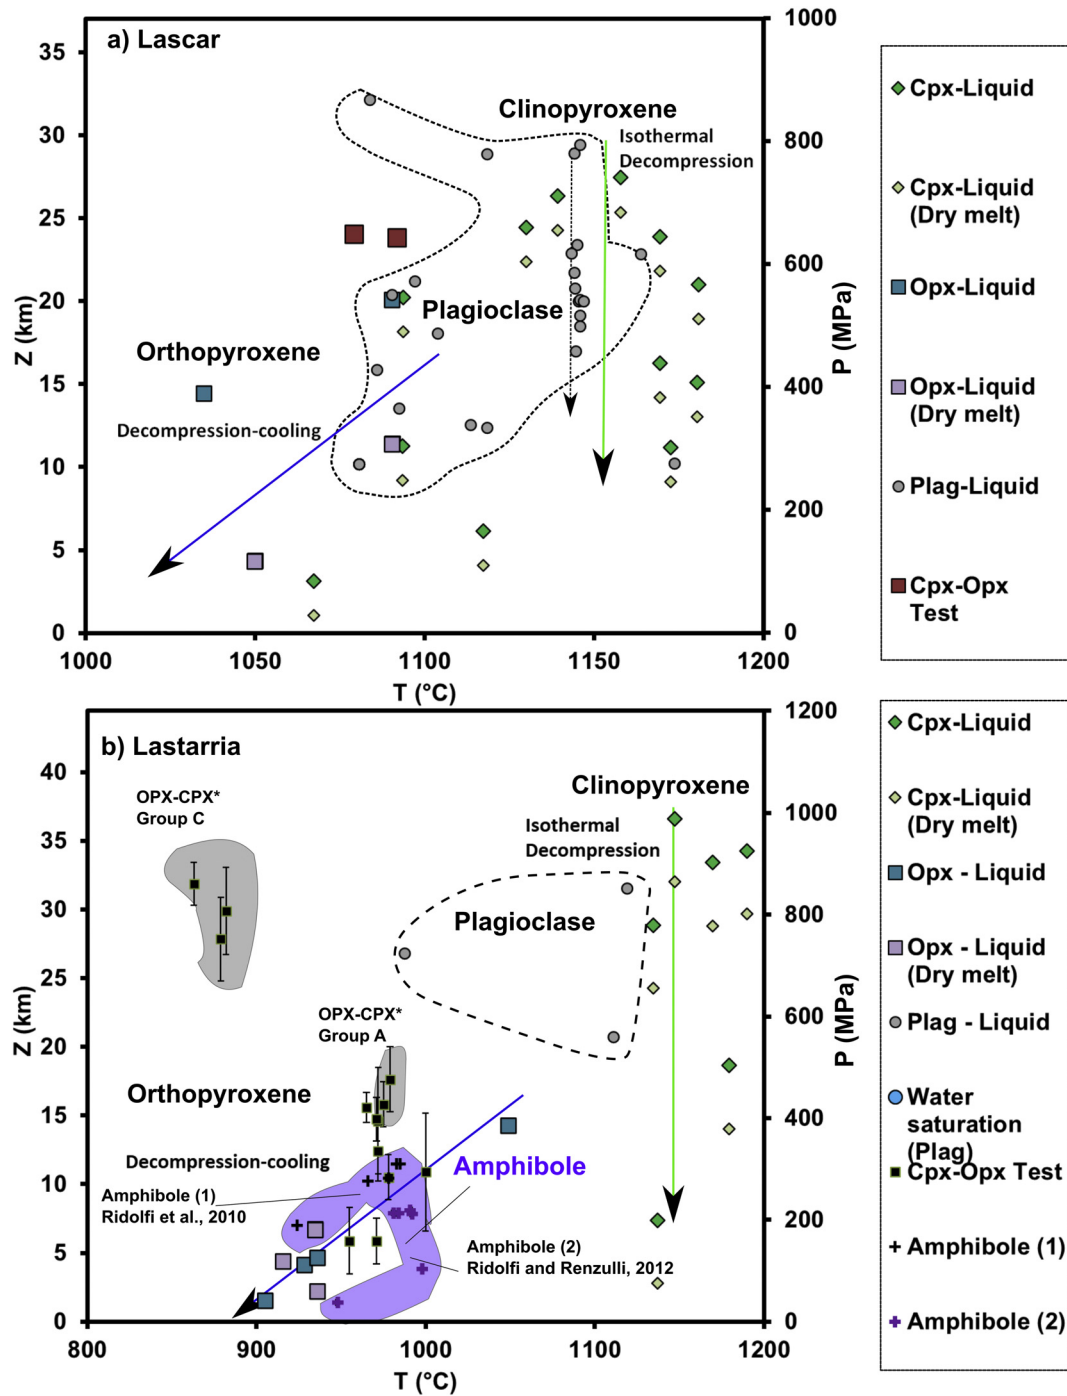 a) Lascar
35
30
25
20
15
10
5
0
Z (km)
1000
1050
1100
1150
1200
T (°C)
1000
800
600
400
200
0
P (MPa)
Clinopyroxene
Isothermal
Decompression
Plagioclase
Orthopyroxene
Decompression-cooling
Cpx-Liquid
Cpx-Liquid
(Dry melt)
Opx-Liquid
Opx-Liquid
(Dry melt)
Plag-Liquid
Cpx-Opx
Test
b) Lastarria
40
35
30
25
20
15
10
5
0
Z (km)
800
900
1000
1100
1200
T (°C)
1200
1000
800
600
400
200
0
P (MPa)
OPX-CPX*
Group C
Clinopyroxene
Isothermal
Decompression
Plagioclase
OPX-CPX*
Group A
Orthopyroxene
Decompression-cooling
Amphibole
Amphibole (1)
Ridolfi et al., 2010
Amphibole (2)
Ridolfi and Renzulli, 2012
Cpx-Liquid
Cpx-Liquid
(Dry melt)
Opx - Liquid
Opx - Liquid
(Dry melt)
Plag - Liquid
Water
saturation
(Plag)
Cpx-Opx Test
Amphibole (1)
Amphibole (2)